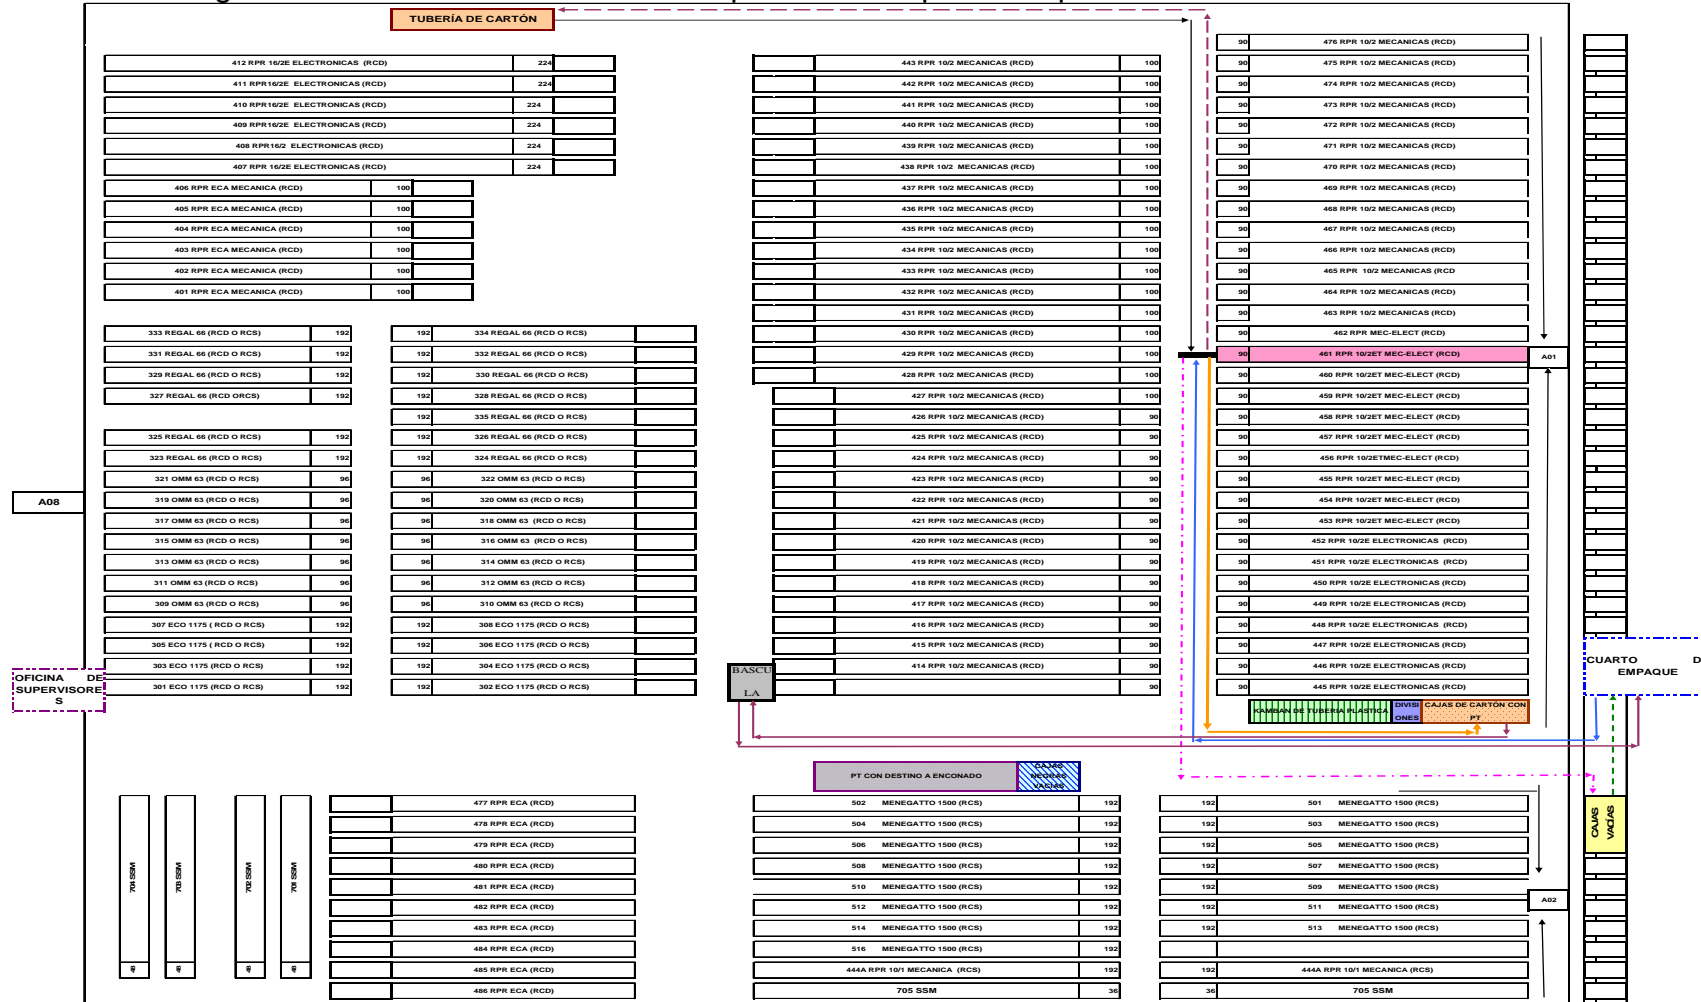 TUBERÍA DE CARTÓN
412 RPR 16/2E ELECTRONICAS (RCD) 224
411 RPR16/2E ELECTRONICAS (RCD) 224
410 RPR16/2E ELECTRONICAS (RCD) 224
409 RPR16/2E ELECTRONICAS (RCD) 224
408 RPR16/2 ELECTRONICAS (RCD) 224
407 RPR 16/2E ELECTRONICAS (RCD) 224
406 RPR ECA MECANICA (RCD) 100
405 RPR ECA MECANICA (RCD) 100
404 RPR ECA MECANICA (RCD) 100
403 RPR ECA MECANICA (RCD) 100
402 RPR ECA MECANICA (RCD) 100
401 RPR ECA MECANICA (RCD) 100
333 REGAL 66 (RCD O RCS) 192
331 REGAL 66 (RCD O RCS) 192
329 REGAL 66 (RCD O RCS) 192
327 REGAL 66 (RCD O RCS) 192
325 REGAL 66 (RCD O RCS) 192
323 REGAL 66 (RCD O RCS) 192
321 OMM 63 (RCD O RCS) 96
319 OMM 63 (RCD O RCS) 96
317 OMM 63 (RCD O RCS) 96
315 OMM 63 (RCD O RCS) 96
313 OMM 63 (RCD O RCS) 96
311 OMM 63 (RCD O RCS) 96
309 OMM 63 (RCD O RCS) 96
307 ECO 1175 ( RCD O RCS) 192
305 ECO 1175 (RCD O RCS) 192
303 ECO 1175 (RCD O RCS) 192
301 ECO 1175 (RCD O RCS) 192
A08
OFICINA DE
SUPERVISORE
S
192 334 REGAL 66 (RCD O RCS)
192 332 REGAL 66 (RCD O RCS)
192 330 REGAL 66 (RCD O RCS)
192 328 REGAL 66 (RCD O RCS)
192 335 REGAL 66 (RCD O RCS)
192 326 REGAL 66 (RCD O RCS)
192 324 REGAL 66 (RCD O RCS)
96 322 OMM 63 (RCD O RCS)
96 320 OMM 63 (RCD O RCS)
96 318 OMM 63 (RCD O RCS)
96 316 OMM 63 (RCD O RCS)
96 314 OMM 63 (RCD O RCS)
96 312 OMM 63 (RCD O RCS)
96 310 OMM 63 (RCD O RCS)
192 308 ECO 1175 (RCD O RCS)
192 306 ECO 1175 (RCD O RCS)
192 304 ECO 1175 (RCD O RCS)
192 302 ECO 1175 (RCD O RCS)
443 RPR 10/2 MECANICAS (RCD) 100
442 RPR 10/2 MECANICAS (RCD) 100
441 RPR 10/2 MECANICAS (RCD) 100
440 RPR 10/2 MECANICAS (RCD) 100
439 RPR 10/2 MECANICAS (RCD) 100
438 RPR 10/2 MECANICAS (RCD) 100
437 RPR 10/2 MECANICAS (RCD) 100
436 RPR 10/2 MECANICAS (RCD) 100
435 RPR 10/2 MECANICAS (RCD) 100
434 RPR 10/2 MECANICAS (RCD) 100
433 RPR 10/2 MECANICAS (RCD) 100
432 RPR 10/2 MECANICAS (RCD) 100
431 RPR 10/2 MECANICAS (RCD) 100
430 RPR 10/2 MECANICAS (RCD) 100
429 RPR 10/2 MECANICAS (RCD) 100
428 RPR 10/2 MECANICAS (RCD) 100
427 RPR 10/2 MECANICAS (RCD) 100
426 RPR 10/2 MECANICAS (RCD) 90
425 RPR 10/2 MECANICAS (RCD) 90
424 RPR 10/2 MECANICAS (RCD) 90
423 RPR 10/2 MECANICAS (RCD) 90
422 RPR 10/2 MECANICAS (RCD) 90
421 RPR 10/2 MECANICAS (RCD) 90
420 RPR 10/2 MECANICAS (RCD) 90
419 RPR 10/2 MECANICAS (RCD) 90
418 RPR 10/2 MECANICAS (RCD) 90
417 RPR 10/2 MECANICAS (RCD) 90
416 RPR 10/2 MECANICAS (RCD) 90
415 RPR 10/2 MECANICAS (RCD) 90
414 RPR 10/2 MECANICAS (RCD) 90
90
BASCU
LA
90 476 RPR 10/2 MECANICAS (RCD)
90 475 RPR 10/2 MECANICAS (RCD)
90 474 RPR 10/2 MECANICAS (RCD)
90 473 RPR 10/2 MECANICAS (RCD)
90 472 RPR 10/2 MECANICAS (RCD)
90 471 RPR 10/2 MECANICAS (RCD)
90 470 RPR 10/2 MECANICAS (RCD)
90 469 RPR 10/2 MECANICAS (RCD)
90 468 RPR 10/2 MECANICAS (RCD)
90 467 RPR 10/2 MECANICAS (RCD)
90 466 RPR 10/2 MECANICAS (RCD)
90 465 RPR 10/2 MECANICAS (RCD
90 464 RPR 10/2 MECANICAS (RCD)
90 463 RPR 10/2 MECANICAS (RCD)
90 462 RPR MEC-ELECT (RCD)
90 461 RPR 10/2ET MEC-ELECT (RCD)
90 460 RPR 10/2ET MEC-ELECT (RCD)
90 459 RPR 10/2ET MEC-ELECT (RCD)
90 458 RPR 10/2ET MEC-ELECT (RCD)
90 457 RPR 10/2ET MEC-ELECT (RCD)
90 456 RPR 10/2ETMEC-ELECT (RCD)
90 455 RPR 10/2ET MEC-ELECT (RCD)
90 454 RPR 10/2ET MEC-ELECT (RCD)
90 453 RPR 10/2ET MEC-ELECT (RCD)
90 452 RPR 10/2E ELECTRONICAS (RCD)
90 451 RPR 10/2E ELECTRONICAS (RCD)
90 450 RPR 10/2E ELECTRONICAS (RCD)
90 449 RPR 10/2E ELECTRONICAS (RCD)
90 448 RPR 10/2E ELECTRONICAS (RCD)
90 447 RPR 10/2E ELECTRONICAS (RCD)
90 446 RPR 10/2E ELECTRONICAS (RCD)
90 445 RPR 10/2E ELECTRONICAS (RCD)
A01
CUARTO D
EMPAQUE
KAMBAN DE TUBERIA PLASTICA
DIVISI
ONES
CAJAS DE CARTÓN CON
PT
PT CON DESTINO A ENCONADO
CAJAS
NEGRAS
VACIAS
704 SSM 48
703 SSM 48
702 SSM 48
701 SSM 48
477 RPR ECA (RCD)
478 RPR ECA (RCD)
479 RPR ECA (RCD)
480 RPR ECA (RCD)
481 RPR ECA (RCD)
482 RPR ECA (RCD)
483 RPR ECA (RCD)
484 RPR ECA (RCD)
485 RPR ECA (RCD)
486 RPR ECA (RCD)
502 MENEGATTO 1500 (RCS) 192
504 MENEGATTO 1500 (RCS) 192
506 MENEGATTO 1500 (RCS) 192
508 MENEGATTO 1500 (RCS) 192
510 MENEGATTO 1500 (RCS) 192
512 MENEGATTO 1500 (RCS) 192
514 MENEGATTO 1500 (RCS) 192
516 MENEGATTO 1500 (RCS) 192
444A RPR 10/1 MECANICA (RCS) 192
705 SSM 36
192 501 MENEGATTO 1500 (RCS)
192 503 MENEGATTO 1500 (RCS)
192 505 MENEGATTO 1500 (RCS)
192 507 MENEGATTO 1500 (RCS)
192 509 MENEGATTO 1500 (RCS)
192 511 MENEGATTO 1500 (RCS)
192 513 MENEGATTO 1500 (RCS)
192 444A RPR 10/1 MECANICA (RCS)
36 705 SSM
A02
CAJAS
VACÍAS